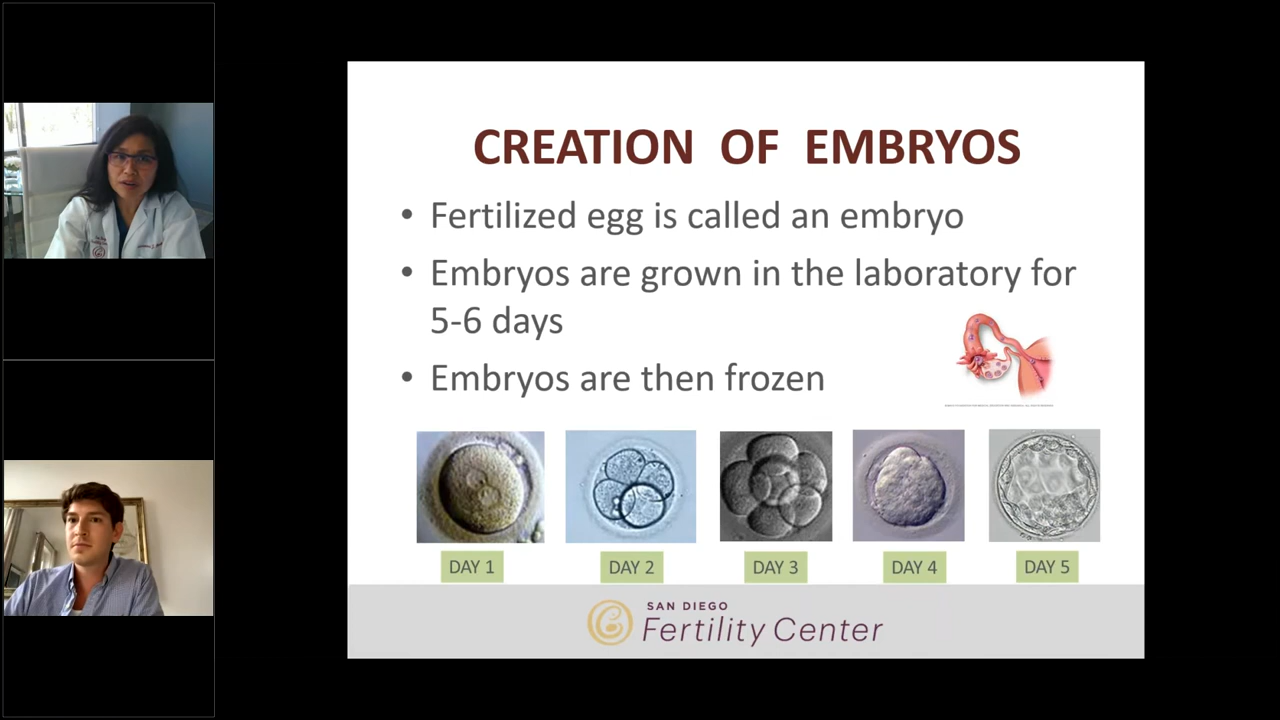 CREATION OF EMBRYOS
• Fertilized egg is called an embryo
• Embryos are grown in the laboratory for
5-6 days
• Embryos are then frozen
DAY 1
DAY 2
DAY 3
DAY 4
DAY 5
SAN DIEGO
Fertility Center